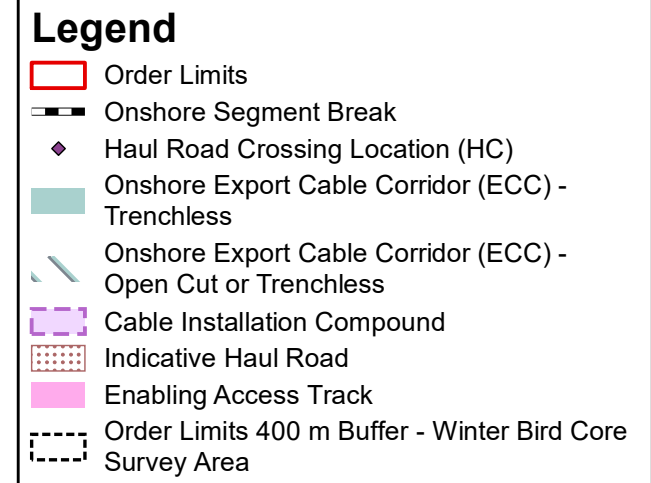 Legend
Order Limits
Onshore Segment Break
Haul Road Crossing Location (HC)
Onshore Export Cable Corridor (ECC) -
Trenchless
Onshore Export Cable Corridor (ECC) -
Open Cut or Trenchless
Cable Installation Compound
Indicative Haul Road
Enabling Access Track
Order Limits 400 m Buffer - Winter Bird Core
Survey Area